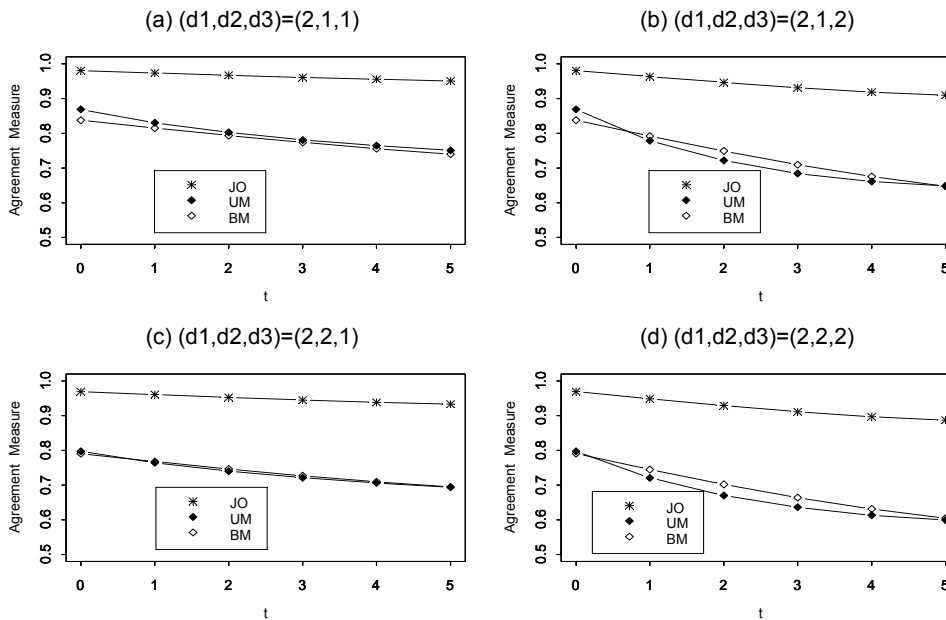 (a) (d1,d2,d3)=(2,1,1)
Agreement Measure
1.0
0.9
0.8
0.7
0.6
0.5
JO
UM
BM
0 1 2 3 4 5
t
(b) (d1,d2,d3)=(2,1,2)
Agreement Measure
1.0
0.9
0.8
0.7
0.6
0.5
JO
UM
BM
0 1 2 3 4 5
t
(c) (d1,d2,d3)=(2,2,1)
Agreement Measure
1.0
0.9
0.8
0.7
0.6
0.5
JO
UM
BM
0 1 2 3 4 5
t
(d) (d1,d2,d3)=(2,2,2)
Agreement Measure
1.0
0.9
0.8
0.7
0.6
0.5
JO
UM
BM
0 1 2 3 4 5
t